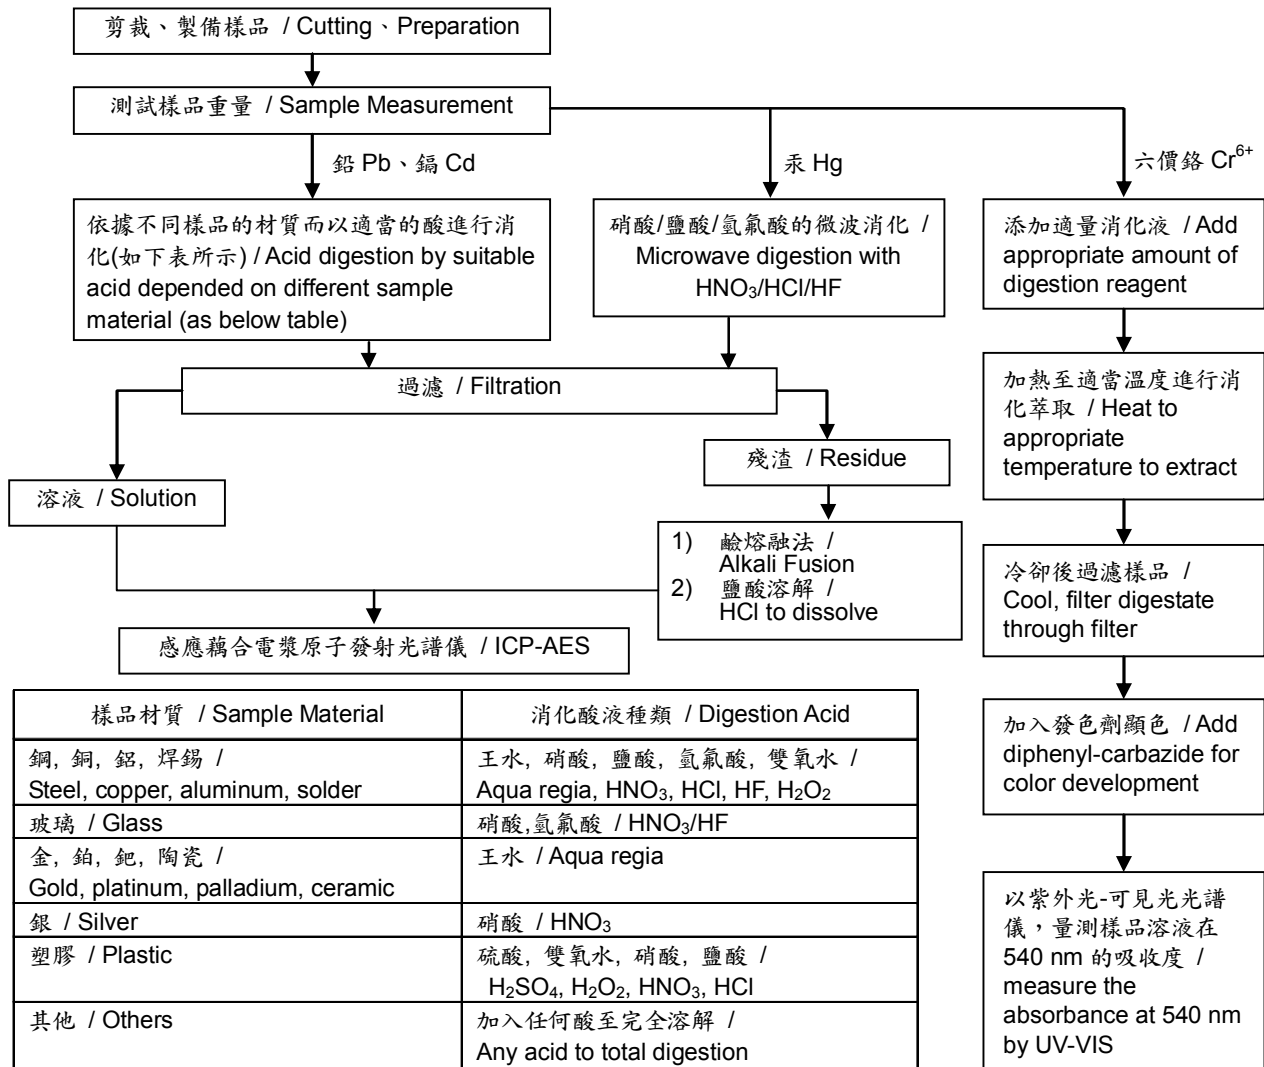 剪裁、製備樣品 / Cutting、Preparation
測試樣品重量 / Sample Measurement
鉛 Pb、鎘 Cd
汞 Hg
六價鉻 Cr⁶⁺
依據不同樣品的材質而以適當的酸進行消
化(如下表所示) / Acid digestion by suitable
acid depended on different sample
material (as below table)
硝酸/鹽酸/氫氟酸的微波消化 /
Microwave digestion with
HNO₃/HCl/HF
添加適量消化液 / Add
appropriate amount of
digestion reagent
過濾 / Filtration
加熱至適當溫度進行消
化萃取 / Heat to
appropriate
temperature to extract
溶液 / Solution
殘渣 / Residue
1) 鹼熔融法 /
Alkali Fusion
2) 鹽酸溶解 /
HCl to dissolve
冷卻後過濾樣品 /
Cool, filter digestate
through filter
感應藕合電漿原子發射光譜儀 / ICP-AES
加入發色劑顯色 / Add
diphenyl-carbazide for
color development
以紫外光-可見光光譜
儀，量測樣品溶液在
540 nm 的吸收度 /
measure the
absorbance at 540 nm
by UV-VIS
樣品材質 / Sample Material
消化酸液種類 / Digestion Acid
鋼, 銅, 鋁, 焊錫 /
Steel, copper, aluminum, solder
王水, 硝酸, 鹽酸, 氫氟酸, 雙氧水 /
Aqua regia, HNO₃, HCl, HF, H₂O₂
玻璃 / Glass
硝酸,氫氟酸 / HNO₃/HF
金, 鉑, 鈀, 陶瓷 /
Gold, platinum, palladium, ceramic
王水 / Aqua regia
銀 / Silver
硝酸 / HNO₃
塑膠 / Plastic
硫酸, 雙氧水, 硝酸, 鹽酸 /
H₂SO₄, H₂O₂, HNO₃, HCl
其他 / Others
加入任何酸至完全溶解 /
Any acid to total digestion